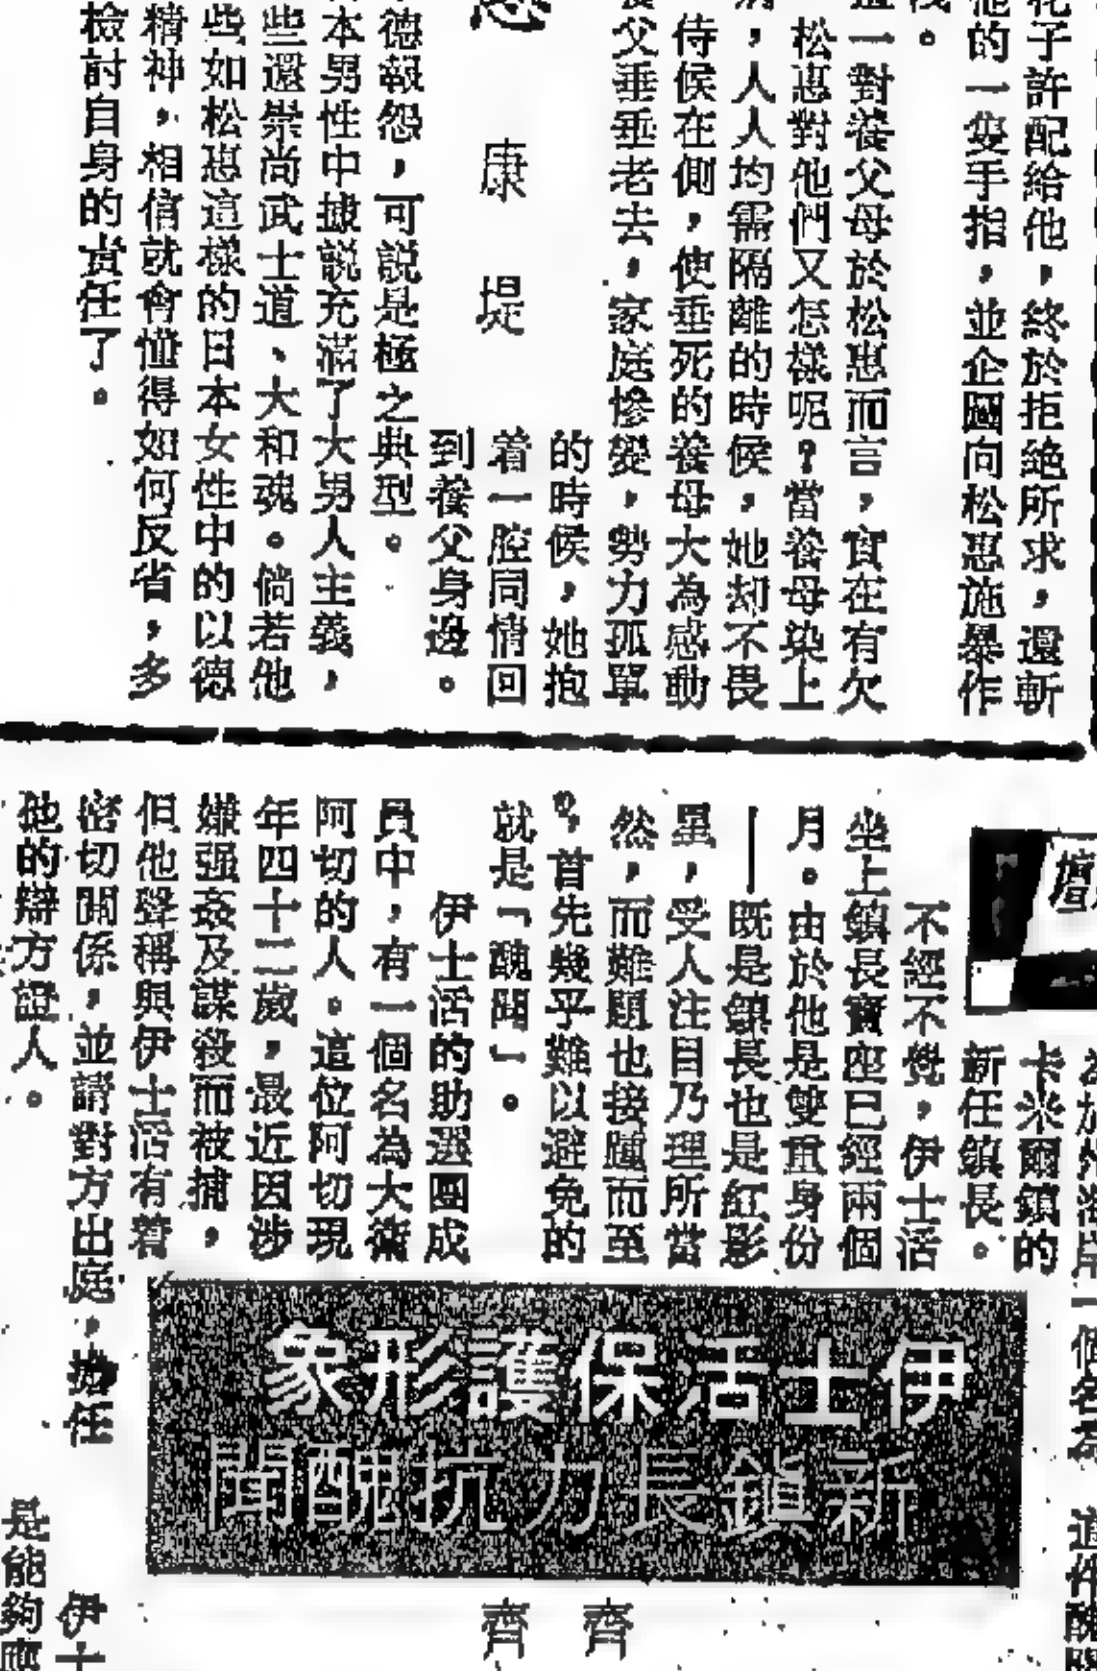 花子許配給他，終於拒絕所求，還斬
他的一隻手指，並企圖向松惠施暴作
一對養父母於松惠而言，實在有欠
松惠對他們又怎樣呢？當養母染上
，人人均需隔離的時候，她却不畏
侍候在側，使垂死的養母大為感動
父垂垂老去，家庭慘變，勢力孤單
的時候，她抱
着一腔同情回
到養父身邊。
康堤
德報怨，可説是極之典型。
本男性中據説充滿了大男人主義，
些還崇尚武士道、大和魂。倘若他
些如松惠這樣的日本女性中的以德
精神，相信就會懂得如何反省，多
檢討自身的責任了。
一個名為
卡米爾鎮的
新任鎮長。
不經不覺，伊士活
坐上鎮長寶座已經兩個
月。由於他是雙重身份
——既是鎮長也是紅影
星，受人注目乃理所當
然，而難題也接踵而至
。首先幾乎難以避免的
就是「醜聞」。
伊士活的助選團成
員中，有一個名為大衛
阿切的人。這位阿切現
年四十二歲，最近因涉
嫌强姦及謀殺而被捕，
但他聲稱與伊士活有着
密切關係，並請對方出庭，擔任
他的辯方證人。
伊士活保護形象
新鎮長力抗醜聞
齊齊
這件醜聞
伊士
是能夠應